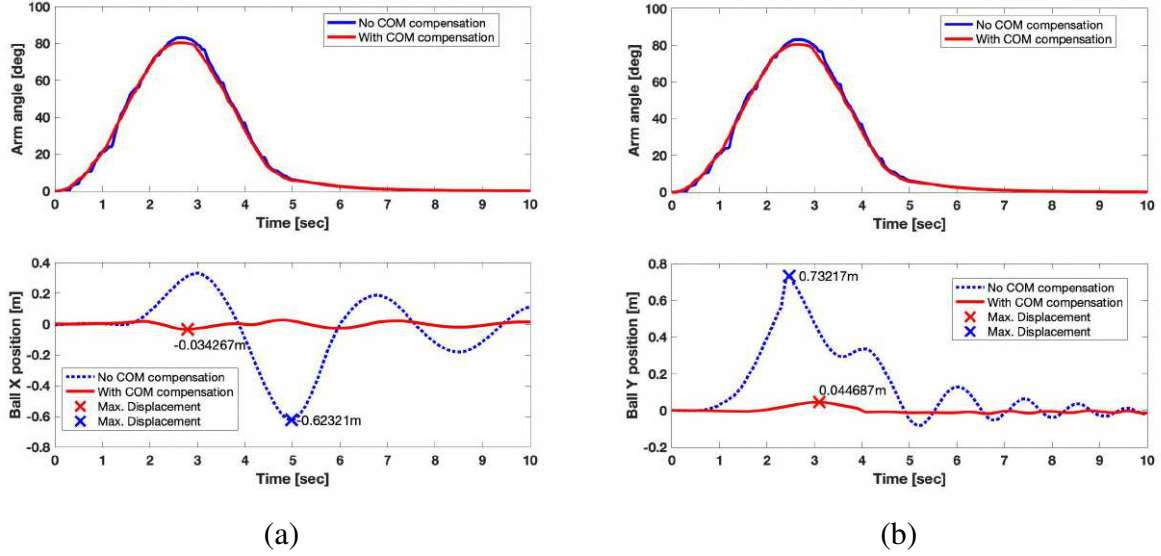 100
80
60
40
20
0
Arm angle [deg]
No COM compensation
With COM compensation
0 1 2 3 4 5 6 7 8 9 10
Time [sec]
0.4
0.2
0
-0.2
-0.4
-0.6
-0.8
Ball X position [m]
-0.034267m
-0.62321m
No COM compensation
With COM compensation
Max. Displacement
Max. Displacement
0 1 2 3 4 5 6 7 8 9 10
Time [sec]
(a)
100
80
60
40
20
0
Arm angle [deg]
No COM compensation
With COM compensation
0 1 2 3 4 5 6 7 8 9 10
Time [sec]
0.8
0.6
0.4
0.2
0
-0.2
Ball Y position [m]
0.73217m
0.044687m
No COM compensation
With COM compensation
Max. Displacement
Max. Displacement
0 1 2 3 4 5 6 7 8 9 10
Time [sec]
(b)